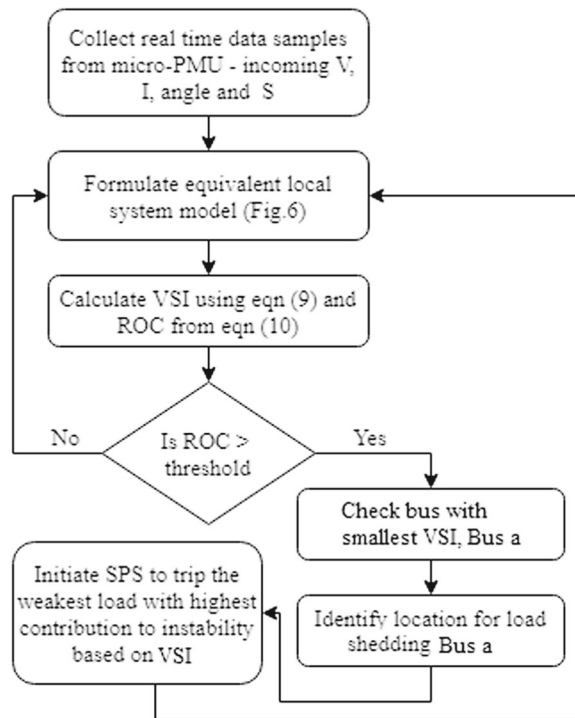 Collect real time data samples
from micro-PMU - incoming V,
I, angle and S
Formulate equivalent local
system model (Fig.6)
Calculate VSI using eqn (9) and
ROC from eqn (10)
No
Is ROC >
threshold
Yes
Check bus with
smallest VSI, Bus a
Initiate SPS to trip the
weakest load with highest
contribution to instability
based on VSI
Identify location for load
shedding Bus a